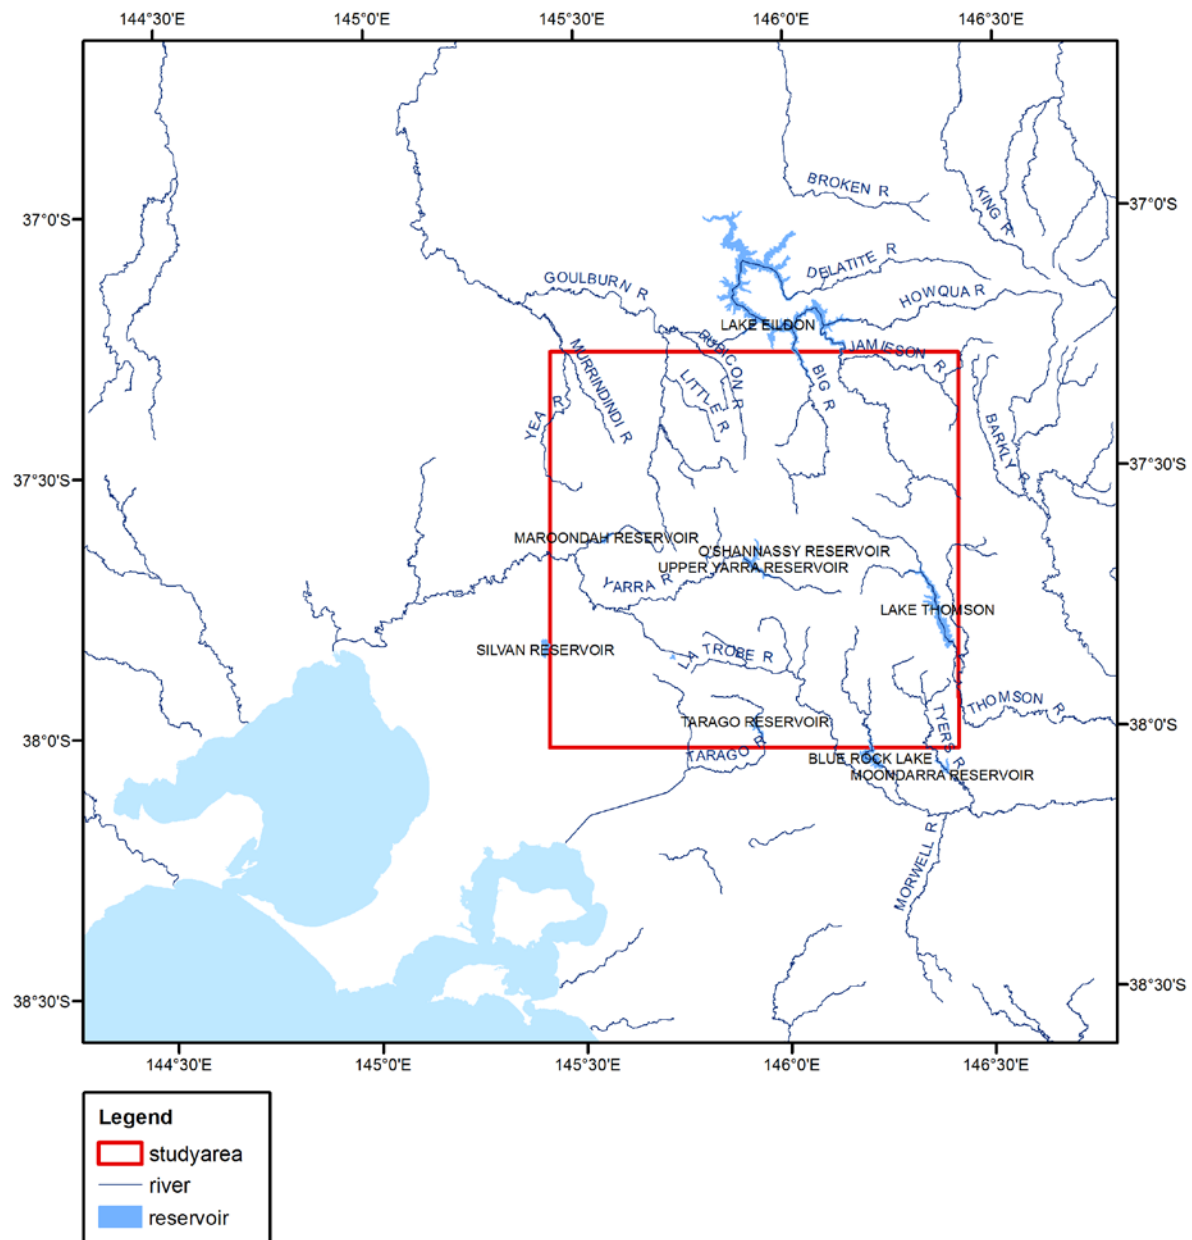 144°30'E 145°0'E 145°30'E 146°0'E 146°30'E
BROKEN R
KING R
37°0'S 37°0'S
DELATITE R
GOULBURN R
HOWQUA R
LAKE EILDON
RUBICON R
JAMIESON R
MURRINDINDI R
LITTLE R
BIG R
YEA R
BARKLY R
37°30'S 37°30'S
MAROONDAH RESERVOIR
O'SHANNASSY RESERVOIR
UPPER YARRA RESERVOIR
YARRA R
LAKE THOMSON
SILVAN RESERVOIR
LA TROBE R
THOMSON R
TARAGO RESERVOIR
TYERS R
38°0'S 38°0'S
TARAGO R
BLUE ROCK LAKE
MOONDARRA RESERVOIR
MORWELL R
38°30'S 38°30'S
144°30'E 145°0'E 145°30'E 146°0'E 146°30'E
Legend
studyarea
river
reservoir